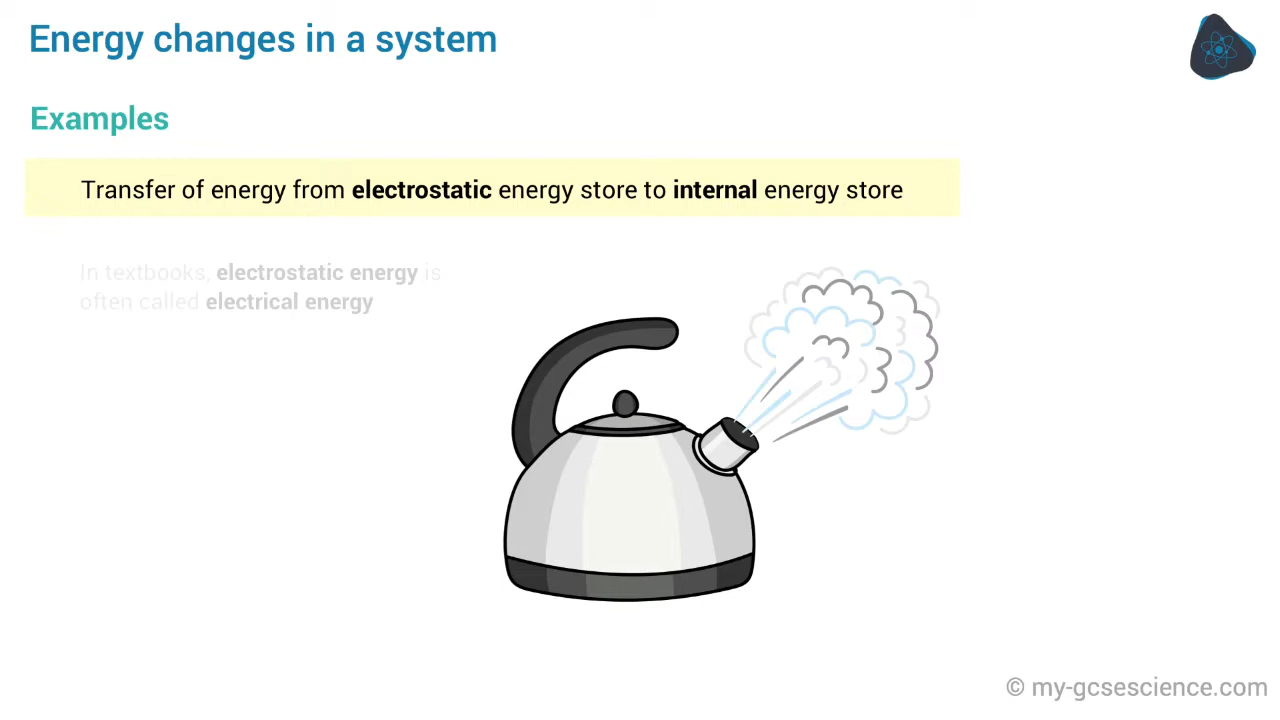 Energy changes in a system
Examples
Transfer of energy from electrostatic energy store to internal energy store
In textbooks, electrostatic energy is
often called electrical energy
© my-gcsescience.com